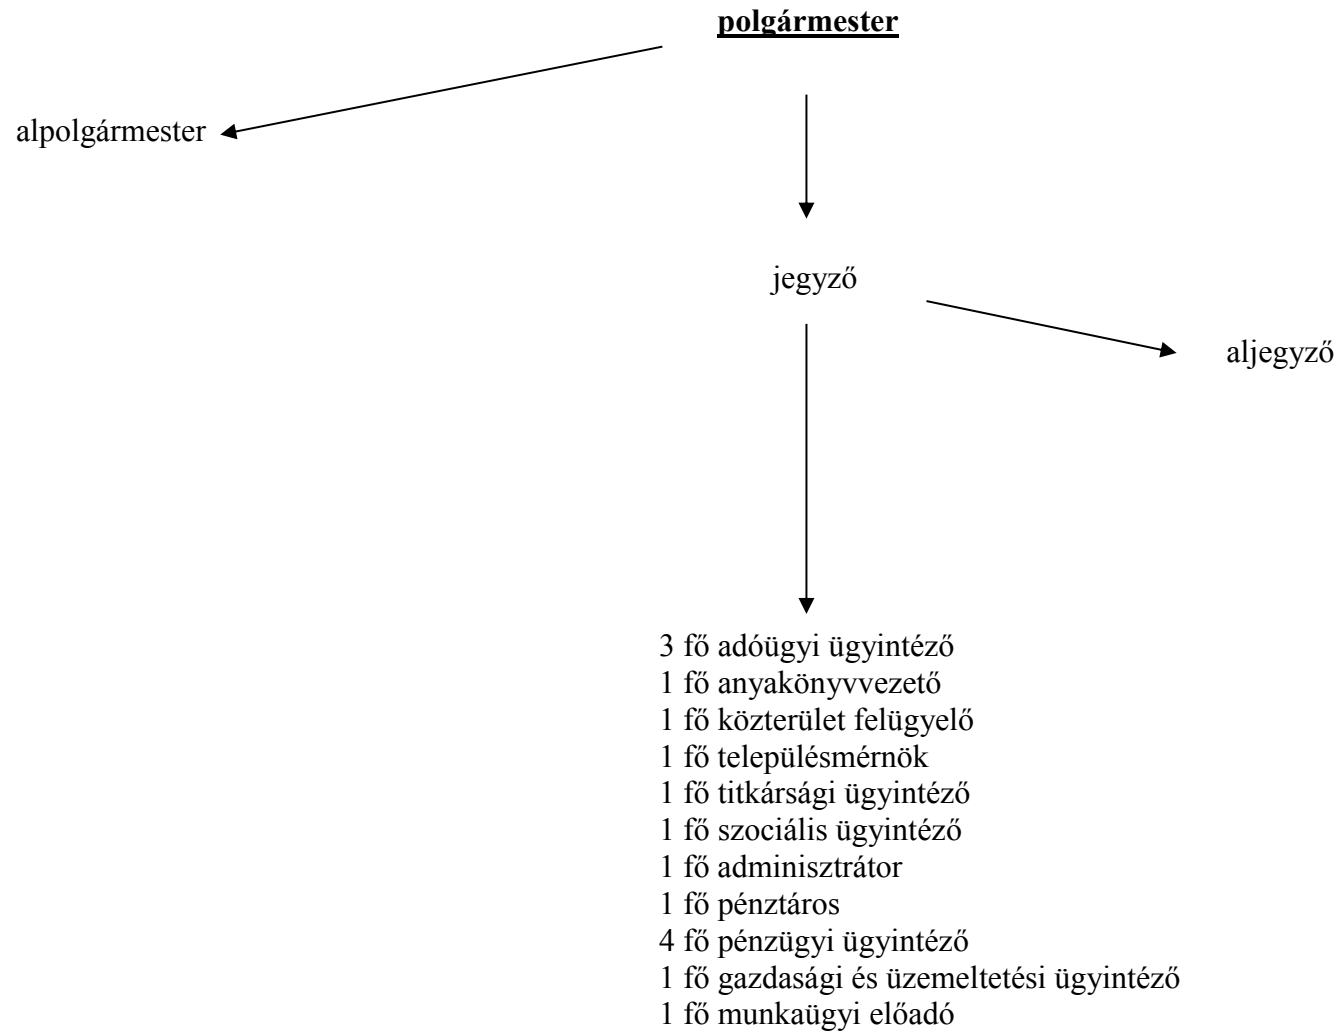 polgármester
alpolgármester
jegyző
aljegyző
3 fő adóügyi ügyintéző
1 fő anyakönyvvezető
1 fő közterület felügyelő
1 fő településmérnök
1 fő titkársági ügyintéző
1 fő szociális ügyintéző
1 fő adminisztrátor
1 fő pénztáros
4 fő pénzügyi ügyintéző
1 fő gazdasági és üzemeltetési ügyintéző
1 fő munkaügyi előadó